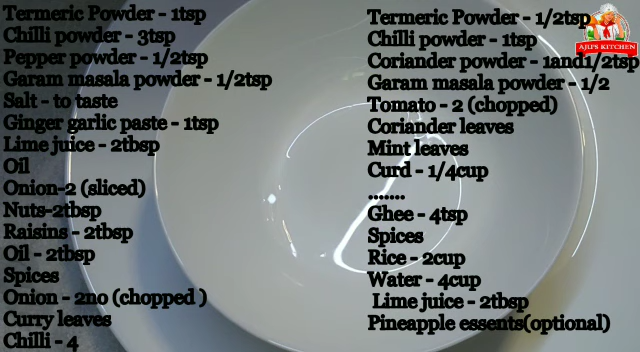 Termeric Powder - 1tsp
Chilli powder - 3tsp
Pepper powder - 1/2tsp
Garam masala powder - 1/2tsp
Salt - to taste
Ginger garlic paste - 1tsp
Lime juice - 2tbsp
Oil
Onion-2 (sliced)
Nuts-2tbsp
Raisins - 2tbsp
Oil - 2tbsp
Spices
Onion - 2no (chopped )
Curry leaves
Chilli - 4
Termeric Powder - 1/2tsp
Chilli powder - 1tsp
Coriander powder - 1and1/2tsp
Garam masala powder - 1/2
Tomato - 2 (chopped)
Coriander leaves
Mint leaves
Curd - 1/4cup
.......
Ghee - 4tsp
Spices
Rice - 2cup
Water - 4cup
Lime juice - 2tbsp
Pineapple essents(optional)
AJU'S KITCHEN